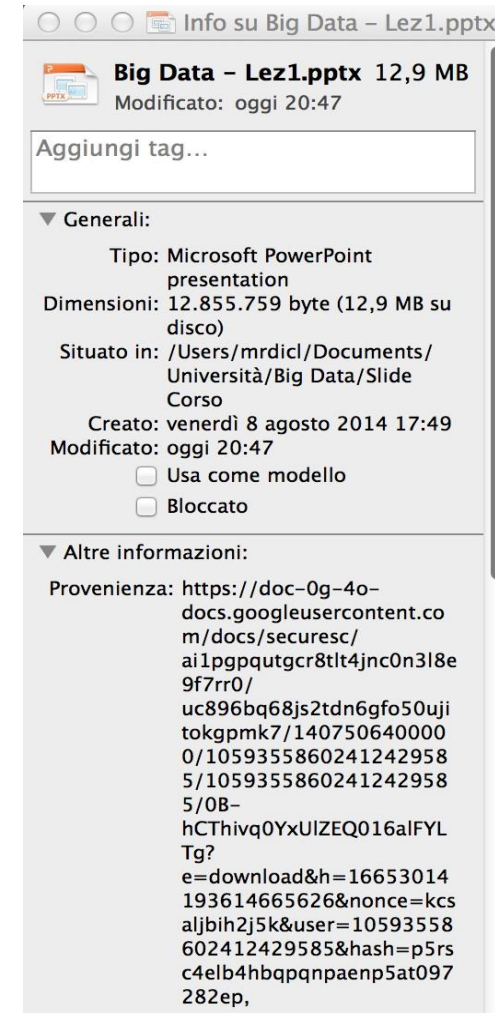 Info su Big Data – Lez1.pptx
Big Data – Lez1.pptx 12,9 MB
Modificato: oggi 20:47
Aggiungi tag...
▼ Generali:
Tipo: Microsoft PowerPoint
presentation
Dimensioni: 12.855.759 byte (12,9 MB su
disco)
Situato in: /Users/mrdicl/Documents/
Università/Big Data/Slide
Corso
Creato: venerdì 8 agosto 2014 17:49
Modificato: oggi 20:47
Usa come modello
Bloccato
▼ Altre informazioni:
Provenienza: https://doc-0g-4o-
docs.googleusercontent.co
m/docs/securesc/
ai1pgpqutgcr8tlt4jnc0n3l8e
9f7rr0/
uc896bq68js2tdn6gfo50uji
tokgpmk7/140750640000
0/1059355860241242958
5/1059355860241242958
5/0B-
hCThivq0YxUlZEQ016alFYL
Tg?
e=download&h=16653014
193614665626&nonce=kcs
aljbih2j5k&user=10593558
602412429585&hash=p5rs
c4elb4hbqpqnpaenp5at097
282ep,